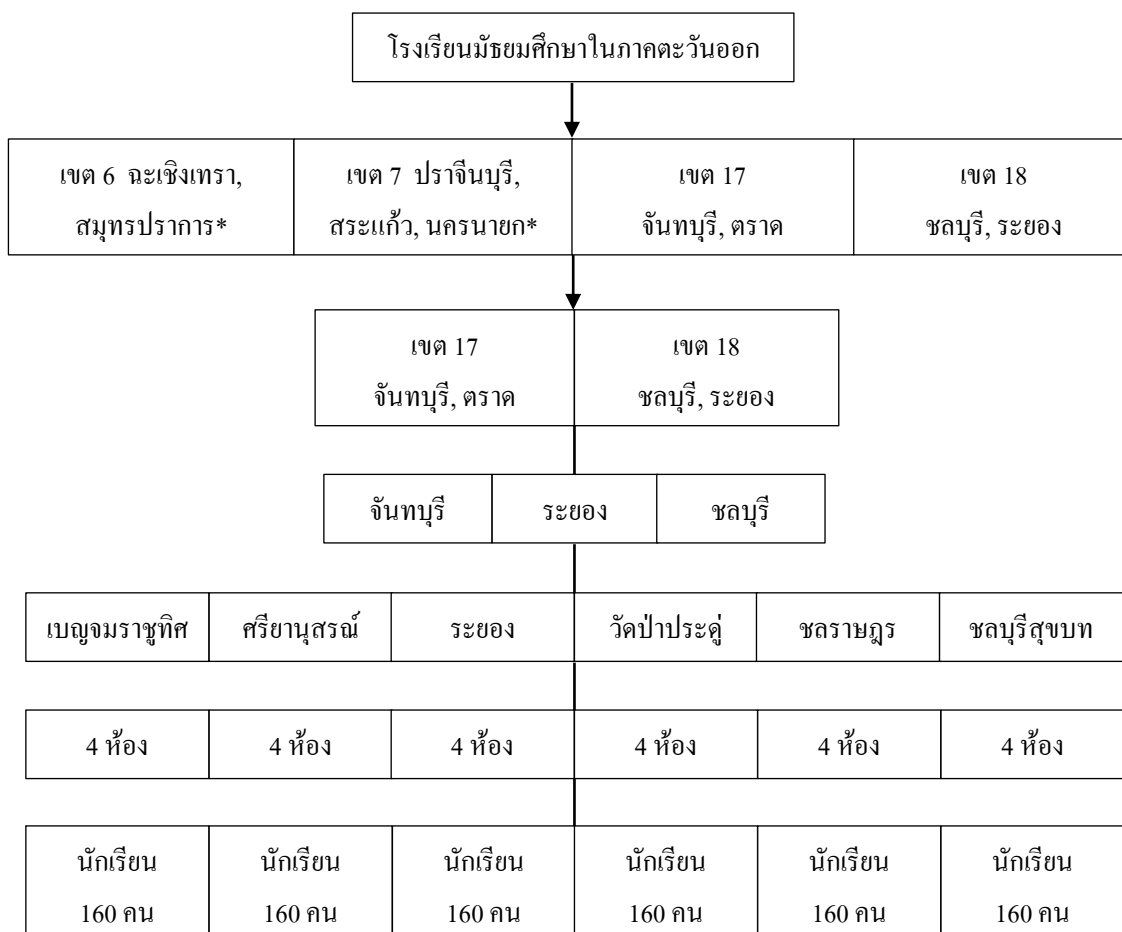 โรงเรียนมัธยมศึกษาในภาคตะวันออก
เขต 6 ฉะเชิงเทรา,
สมุทรปราการ*
เขต 7 ปราจีนบุรี,
สระแก้ว, นครนายก*
เขต 17
จันทบุรี, ตราด
เขต 18
ชลบุรี, ระยอง
เขต 17
จันทบุรี, ตราด
เขต 18
ชลบุรี, ระยอง
จันทบุรี
ระยอง
ชลบุรี
เบญจมราชูทิศ
ศรียานุสรณ์
ระยอง
วัดป่าประดู่
ชลราษฎร
ชลบุรีสุขบท
4 ห้อง
4 ห้อง
4 ห้อง
4 ห้อง
4 ห้อง
4 ห้อง
นักเรียน
160 คน
นักเรียน
160 คน
นักเรียน
160 คน
นักเรียน
160 คน
นักเรียน
160 คน
นักเรียน
160 คน